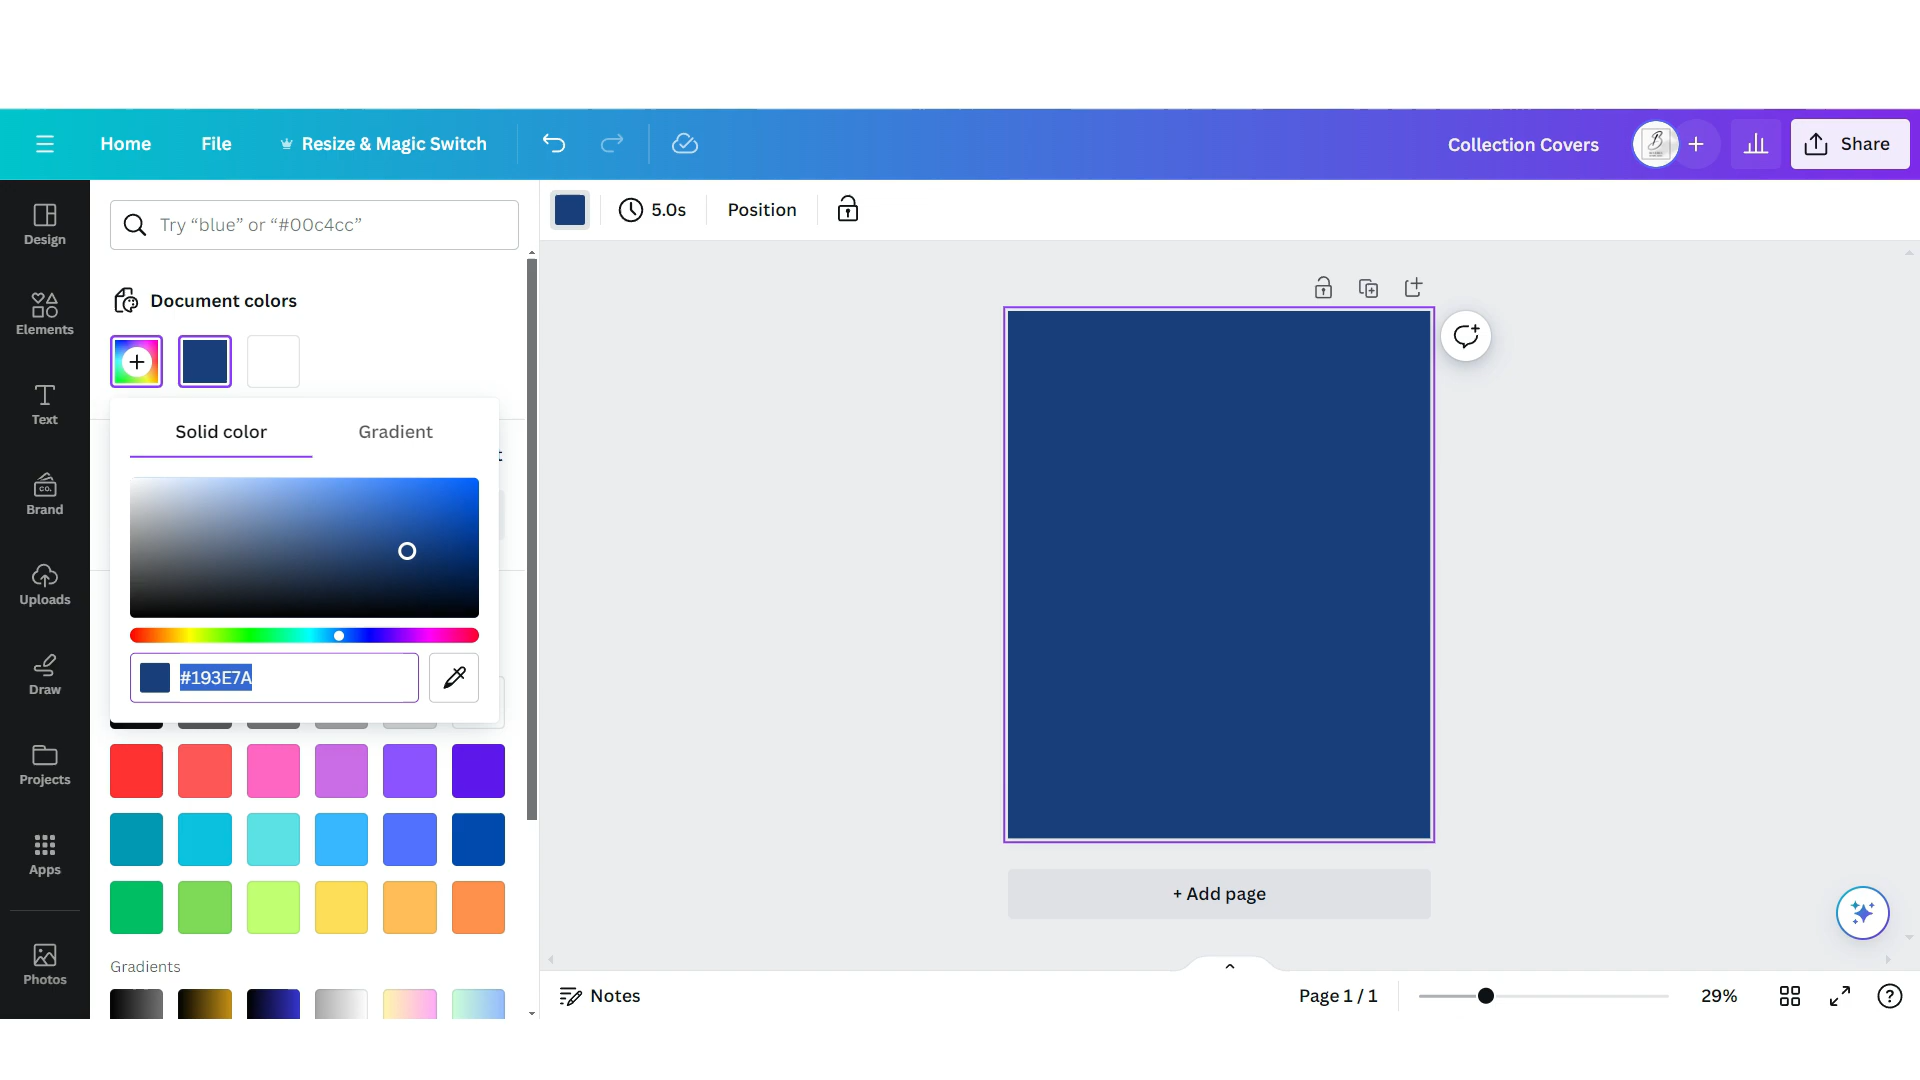 Home File Resize & Magic Switch Collection Covers B + Share
Design
Elements
Text
CO.
Brand
Uploads
Draw
Projects
Apps
Photos
Try “blue” or “#00c4cc”
Document colors
Solid color Gradient
#193E7A
Gradients
5.0s Position
+ Add page
Notes Page 1 / 1 29%